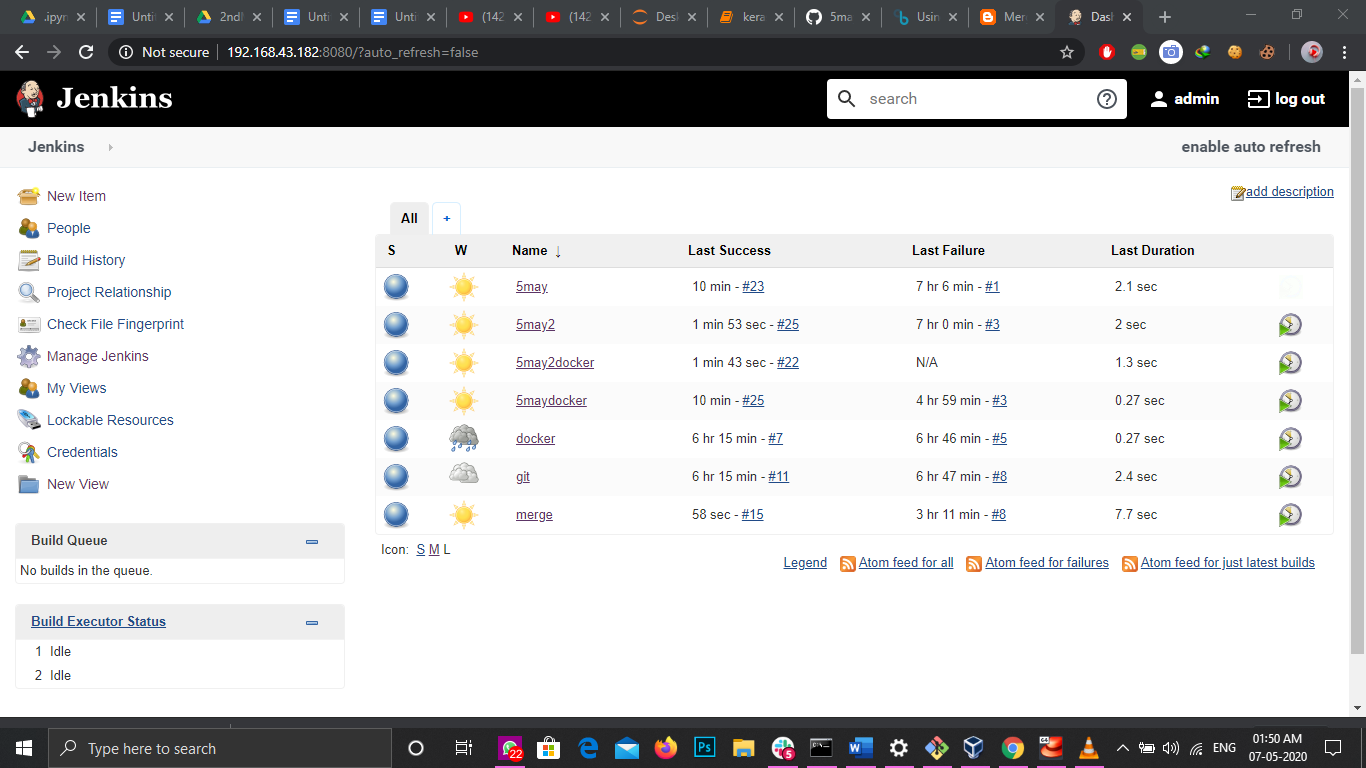 .ipyn
Untit
2ndl
Untit
Untit
(142
(142
Desl
kera
5ma
Usin
Mer
Dasl
Not secure
192.168.43.182:8080/?auto_refresh=false
Jenkins
search
admin
log out
Jenkins
enable auto refresh
New Item
People
Build History
Project Relationship
Check File Fingerprint
Manage Jenkins
My Views
Lockable Resources
Credentials
New View
add description
All +
S W Name ↓ Last Success Last Failure Last Duration
5may 10 min - #23 7 hr 6 min - #1 2.1 sec
5may2 1 min 53 sec - #25 7 hr 0 min - #3 2 sec
5may2docker 1 min 43 sec - #22 N/A 1.3 sec
5maydocker 10 min - #25 4 hr 59 min - #3 0.27 sec
docker 6 hr 15 min - #7 6 hr 46 min - #5 0.27 sec
git 6 hr 15 min - #11 6 hr 47 min - #8 2.4 sec
merge 58 sec - #15 3 hr 11 min - #8 7.7 sec
Icon: S M L
Legend Atom feed for all Atom feed for failures Atom feed for just latest builds
Build Queue
No builds in the queue.
Build Executor Status
1 Idle
2 Idle
Type here to search
22
Ps
5
ENG
01:50 AM
07-05-2020